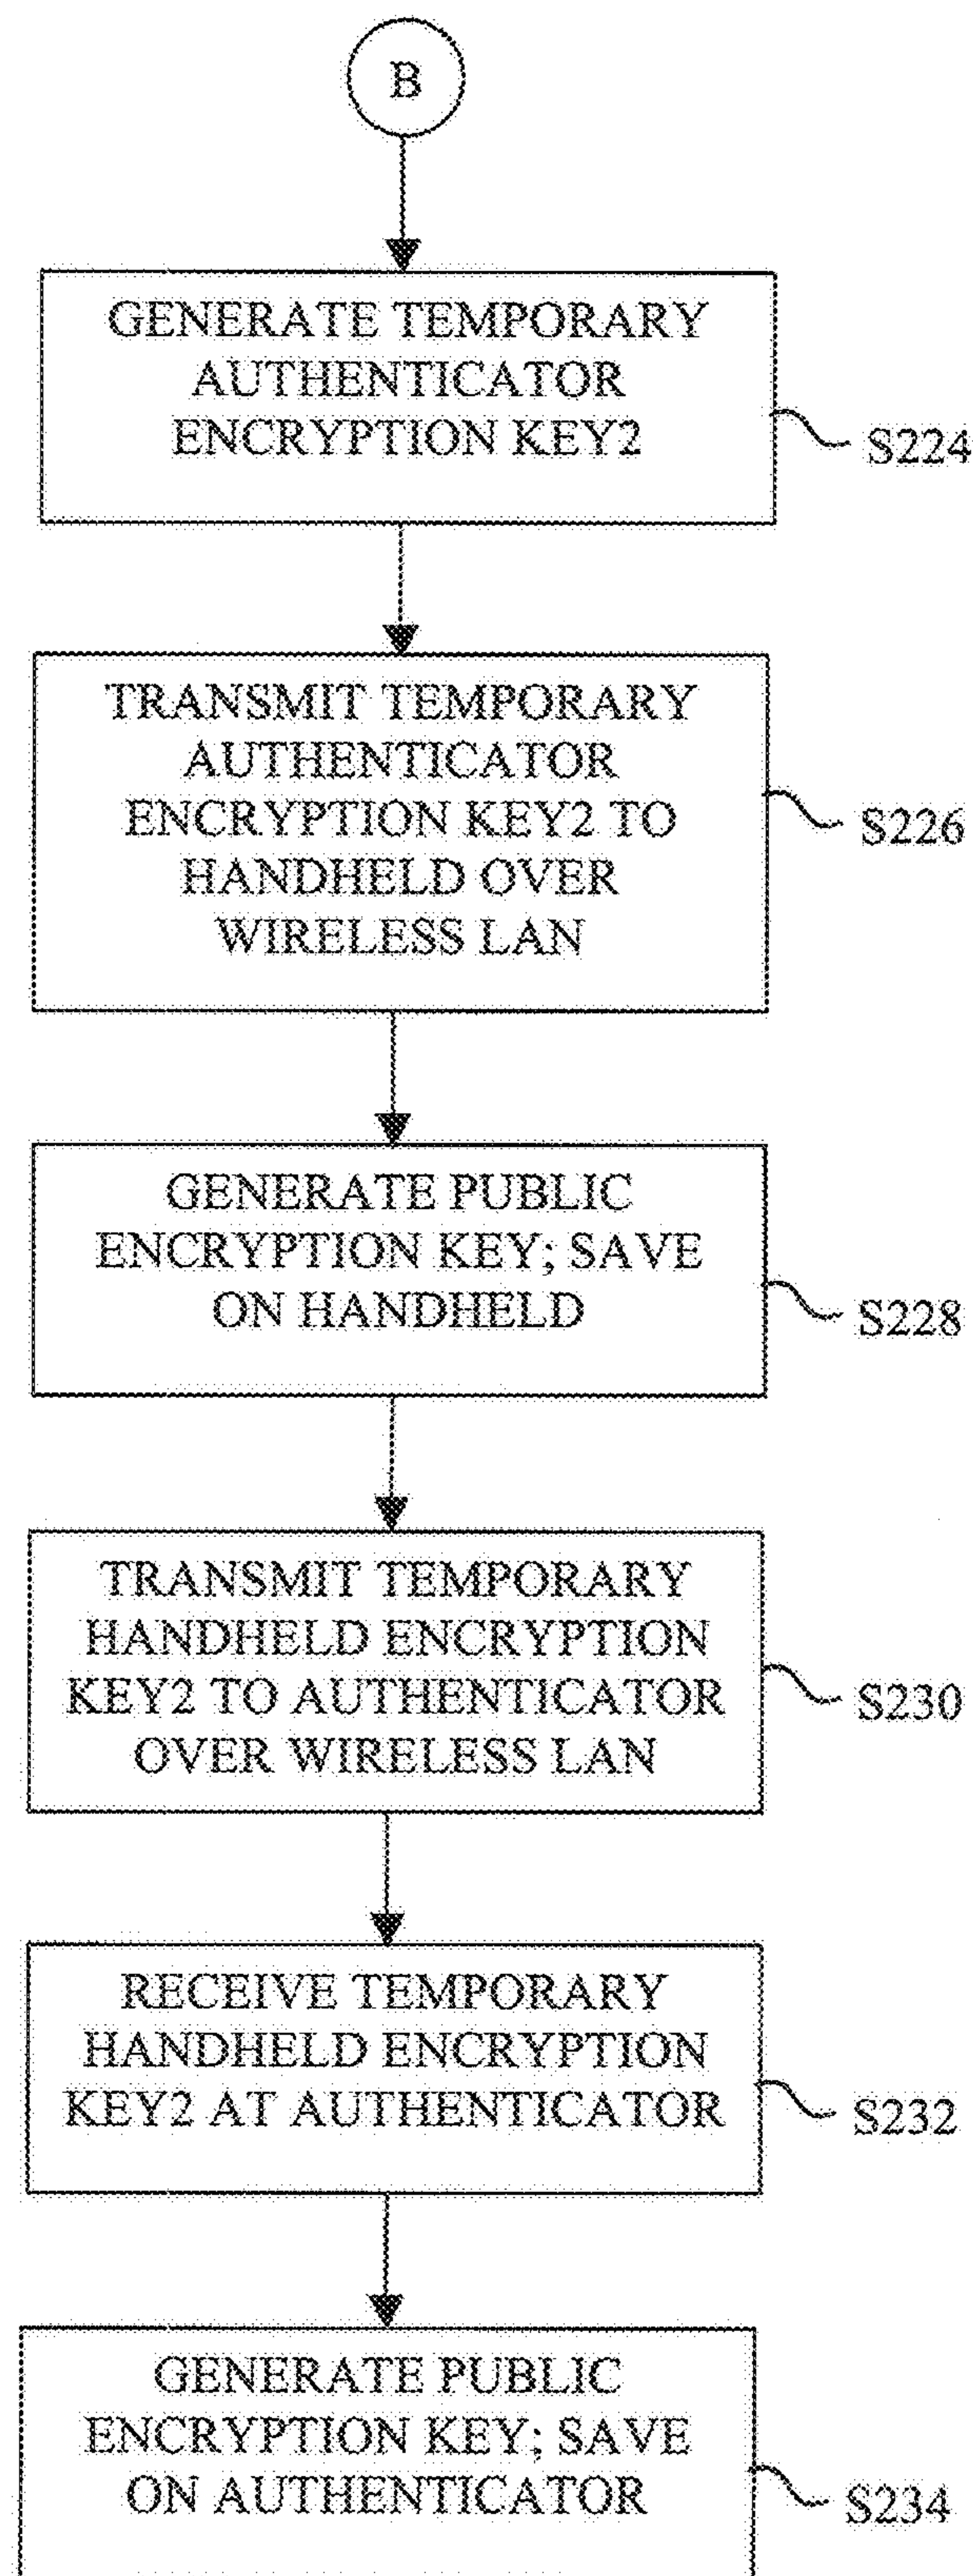 B
GENERATE TEMPORARY
AUTHENTICATOR
ENCRYPTION KEY2
S224
TRANSMIT TEMPORARY
AUTHENTICATOR
ENCRYPTION KEY2 TO
HANDHELD OVER
WIRELESS LAN
S226
GENERATE PUBLIC
ENCRYPTION KEY; SAVE
ON HANDHELD
S228
TRANSMIT TEMPORARY
HANDHELD ENCRYPTION
KEY2 TO AUTHENTICATOR
OVER WIRELESS LAN
S230
RECEIVE TEMPORARY
HANDHELD ENCRYPTION
KEY2 AT AUTHENTICATOR
S232
GENERATE PUBLIC
ENCRYPTION KEY; SAVE
ON AUTHENTICATOR
S234